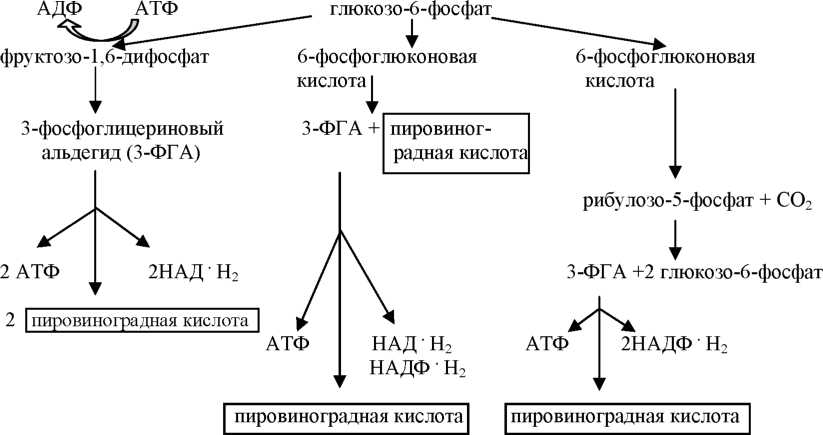 АДФ АТФ глюкозо-6-фосфат
фруктозо-1,6-дифосфат
6-фосфоглюконовая
кислота
6-фосфоглюконовая
кислота
3-фосфоглицериновый
альдегид (3-ФГА)
3-ФГА + пировиног-
радная кислота
рибулозо-5-фосфат + CO₂
2 АТФ 2НАД · H₂
3-ФГА +2 глюкозо-6-фосфат
2 пировиноградная кислота
АТФ НАД · H₂
НАДФ · H₂
АТФ 2НАДФ · H₂
пировиноградная кислота
пировиноградная кислота